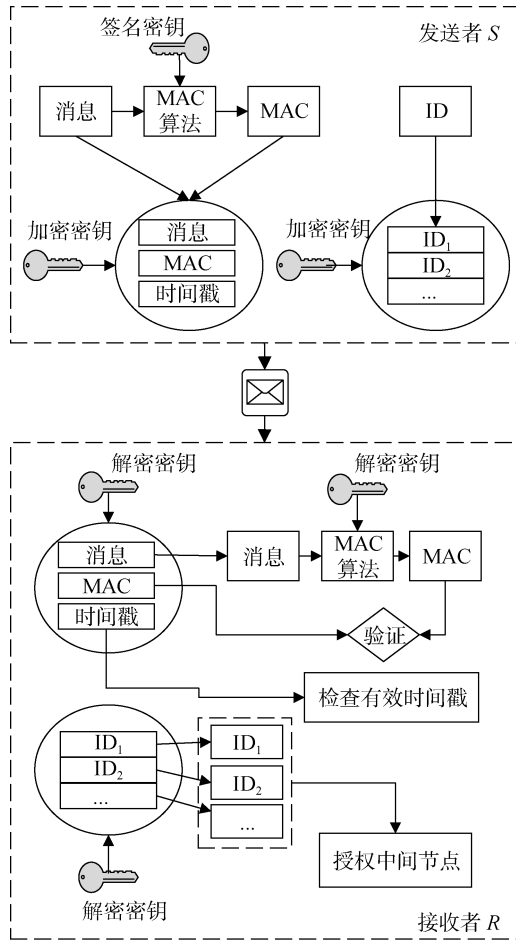 签名密钥
发送者 S
消息
MAC
算法
MAC
ID
加密密钥
消息
MAC
时间戳
加密密钥
ID₁
ID₂
...
解密密钥
解密密钥
消息
MAC
时间戳
消息
MAC
算法
MAC
验证
检查有效时间戳
ID₁
ID₂
...
ID₁
ID₂
...
授权中间节点
解密密钥
接收者 R